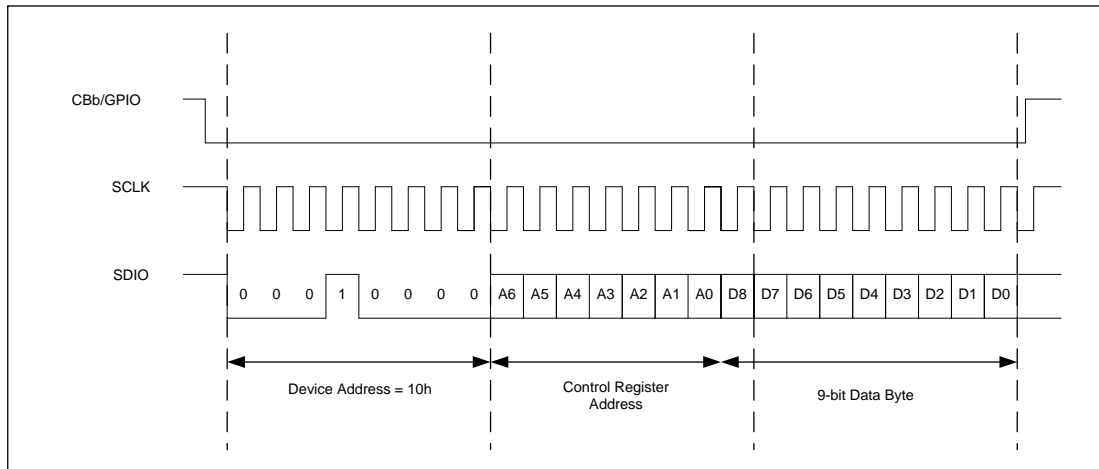 CBb/GPIO
SCLK
SDIO
0 0 0 1 0 0 0 0 A6 A5 A4 A3 A2 A1 A0 D8 D7 D6 D5 D4 D3 D2 D1 D0
Device Address = 10h
Control Register
Address
9-bit Data Byte